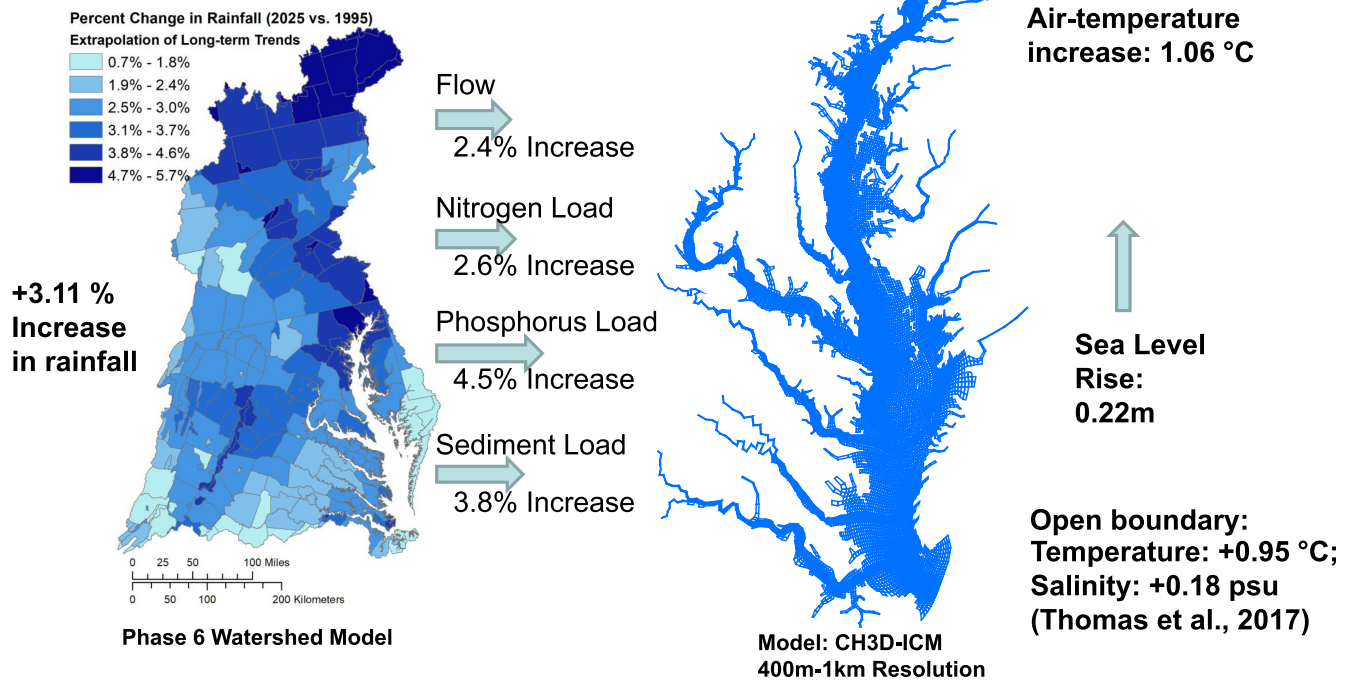 Percent Change in Rainfall (2025 vs. 1995)
Extrapolation of Long-term Trends
0.7% - 1.8%
1.9% - 2.4%
2.5% - 3.0%
3.1% - 3.7%
3.8% - 4.6%
4.7% - 5.7%
+3.11 %
Increase
in rainfall
0 25 50 100 Miles
0 50 100 200 Kilometers
Phase 6 Watershed Model
Flow
2.4% Increase
Nitrogen Load
2.6% Increase
Phosphorus Load
4.5% Increase
Sediment Load
3.8% Increase
Model: CH3D-ICM
400m-1km Resolution
Air-temperature
increase: 1.06 °C
Sea Level
Rise:
0.22m
Open boundary:
Temperature: +0.95 °C;
Salinity: +0.18 psu
(Thomas et al., 2017)